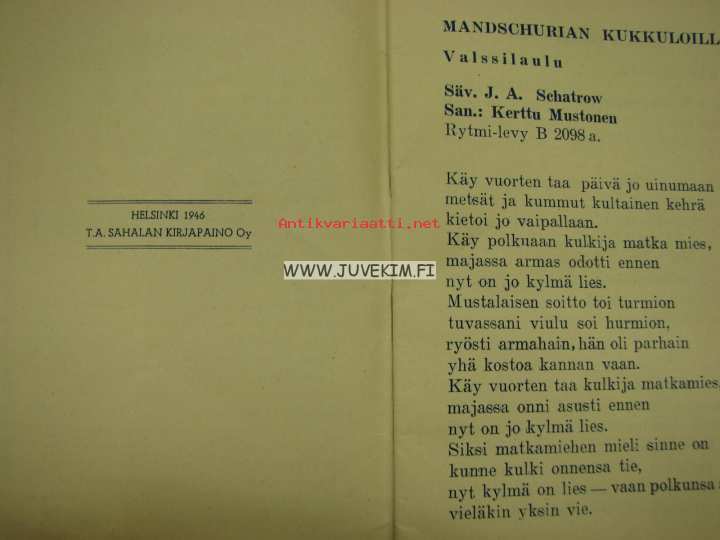 HELSINKI 1946
T.A. SAHALAN KIRJAPAINO Oy
Antikvariaatti.net
WWW.JUVEKIM.FI
MANDSCHURIAN KUKKULOILL
Valssilaulu
Säv. J. A. Schatrow
San.: Kerttu Mustonen
Rytmi-levy B 2098 a.
Käy vuorten taa päivä jo uinumaan
metsät ja kummut kultainen kehrä
kietoi jo vaipallaan.
Käy polkuaan kulkija matka mies,
majassa armas odotti ennen
nyt on jo kylmä lies.
Mustalaisen soitto toi turmion
tuvassani viulu soi hurmion,
ryösti armahain, hän oli parhain
yhä kostoa kannan vaan.
Käy vuorten taa kulkija matkamies,
majassa onni asusti ennen
nyt on jo kylmä lies.
Siksi matkamiehen mieli sinne on
kunne kulki onnensa tie,
nyt kylmä on lies — vaan polkunsa
vieläkin yksin vie.